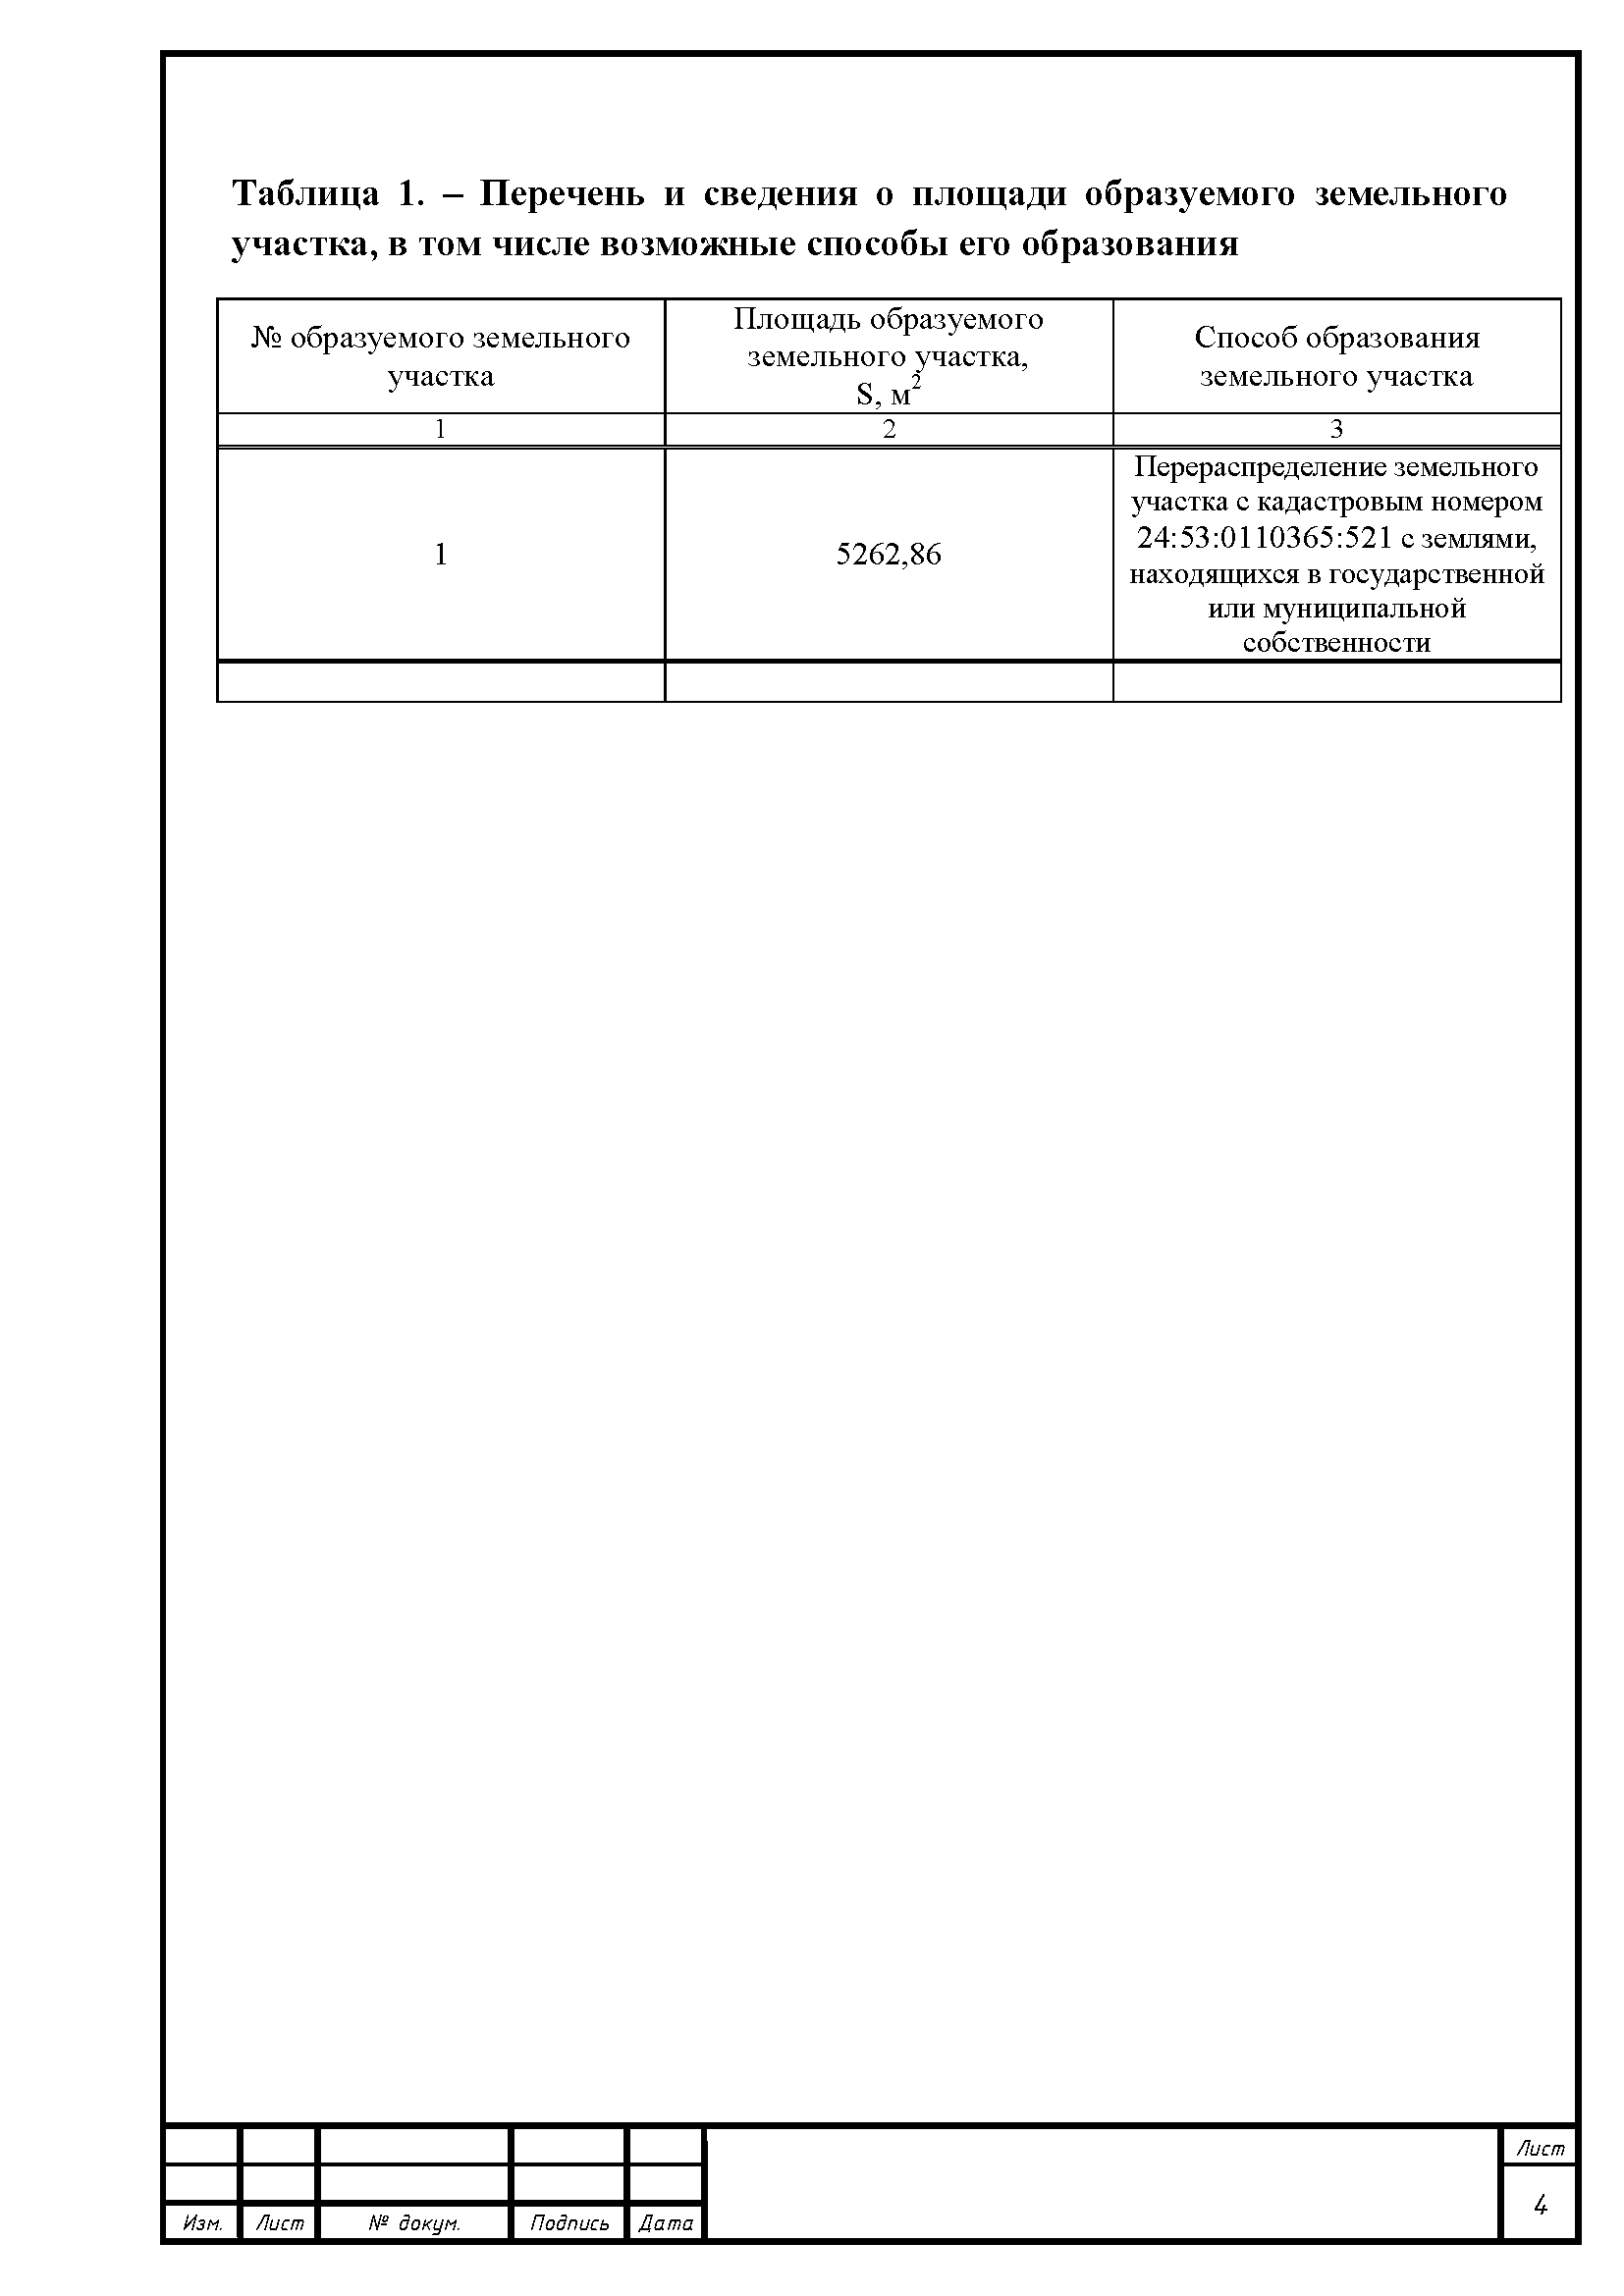 Таблица 1. – Перечень и сведения о площади образуемого земельного
участка, в том числе возможные способы его образования
№ образуемого земельного
участка
Площадь образуемого
земельного участка,
S, м²
Способ образования
земельного участка
1
2
3
1
5262,86
Перераспределение земельного
участка с кадастровым номером
24:53:0110365:521 с землями,
находящихся в государственной
или муниципальной
собственности
Лист
4
Изм.
Лист
№ докум.
Подпись
Дата